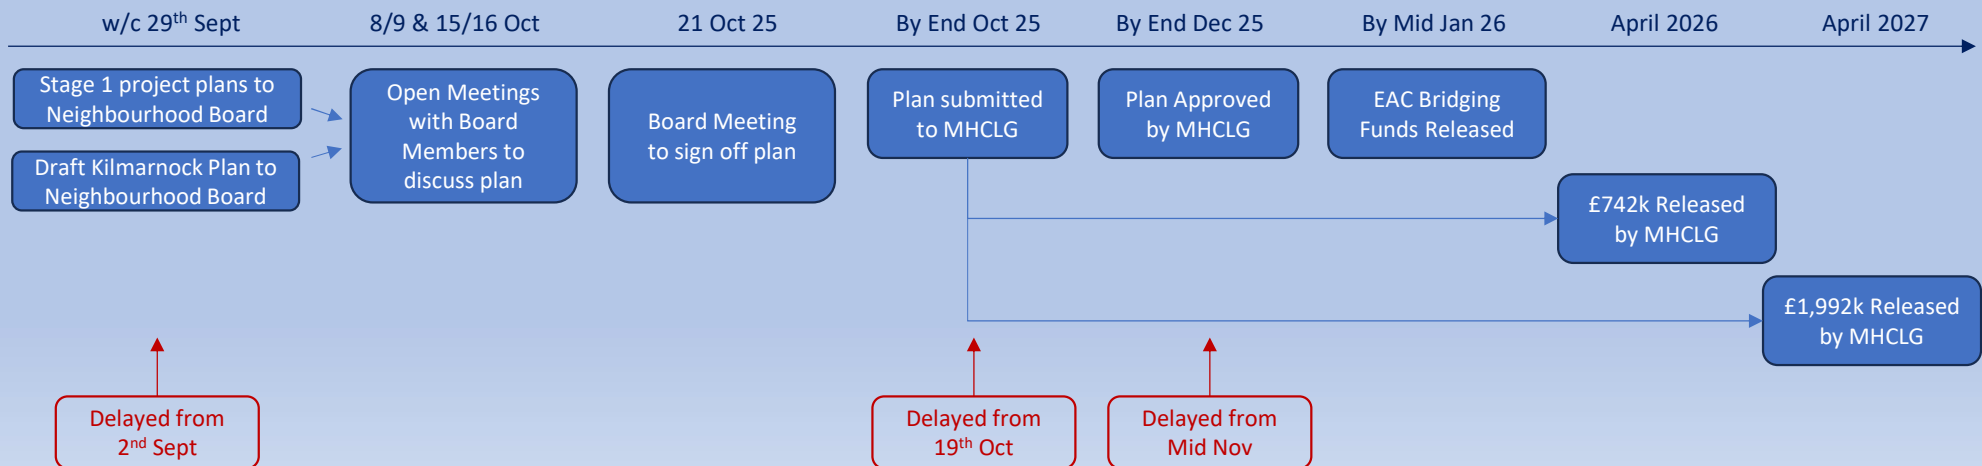 w/c 29th Sept
8/9 & 15/16 Oct
21 Oct 25
By End Oct 25
By End Dec 25
By Mid Jan 26
April 2026
April 2027
Stage 1 project plans to
Neighbourhood Board
Draft Kilmarnock Plan to
Neighbourhood Board
Open Meetings
with Board
Members to
discuss plan
Board Meeting
to sign off plan
Plan submitted
to MHCLG
Plan Approved
by MHCLG
EAC Bridging
Funds Released
£742k Released
by MHCLG
£1,992k Released
by MHCLG
Delayed from
2nd Sept
Delayed from
19th Oct
Delayed from
Mid Nov